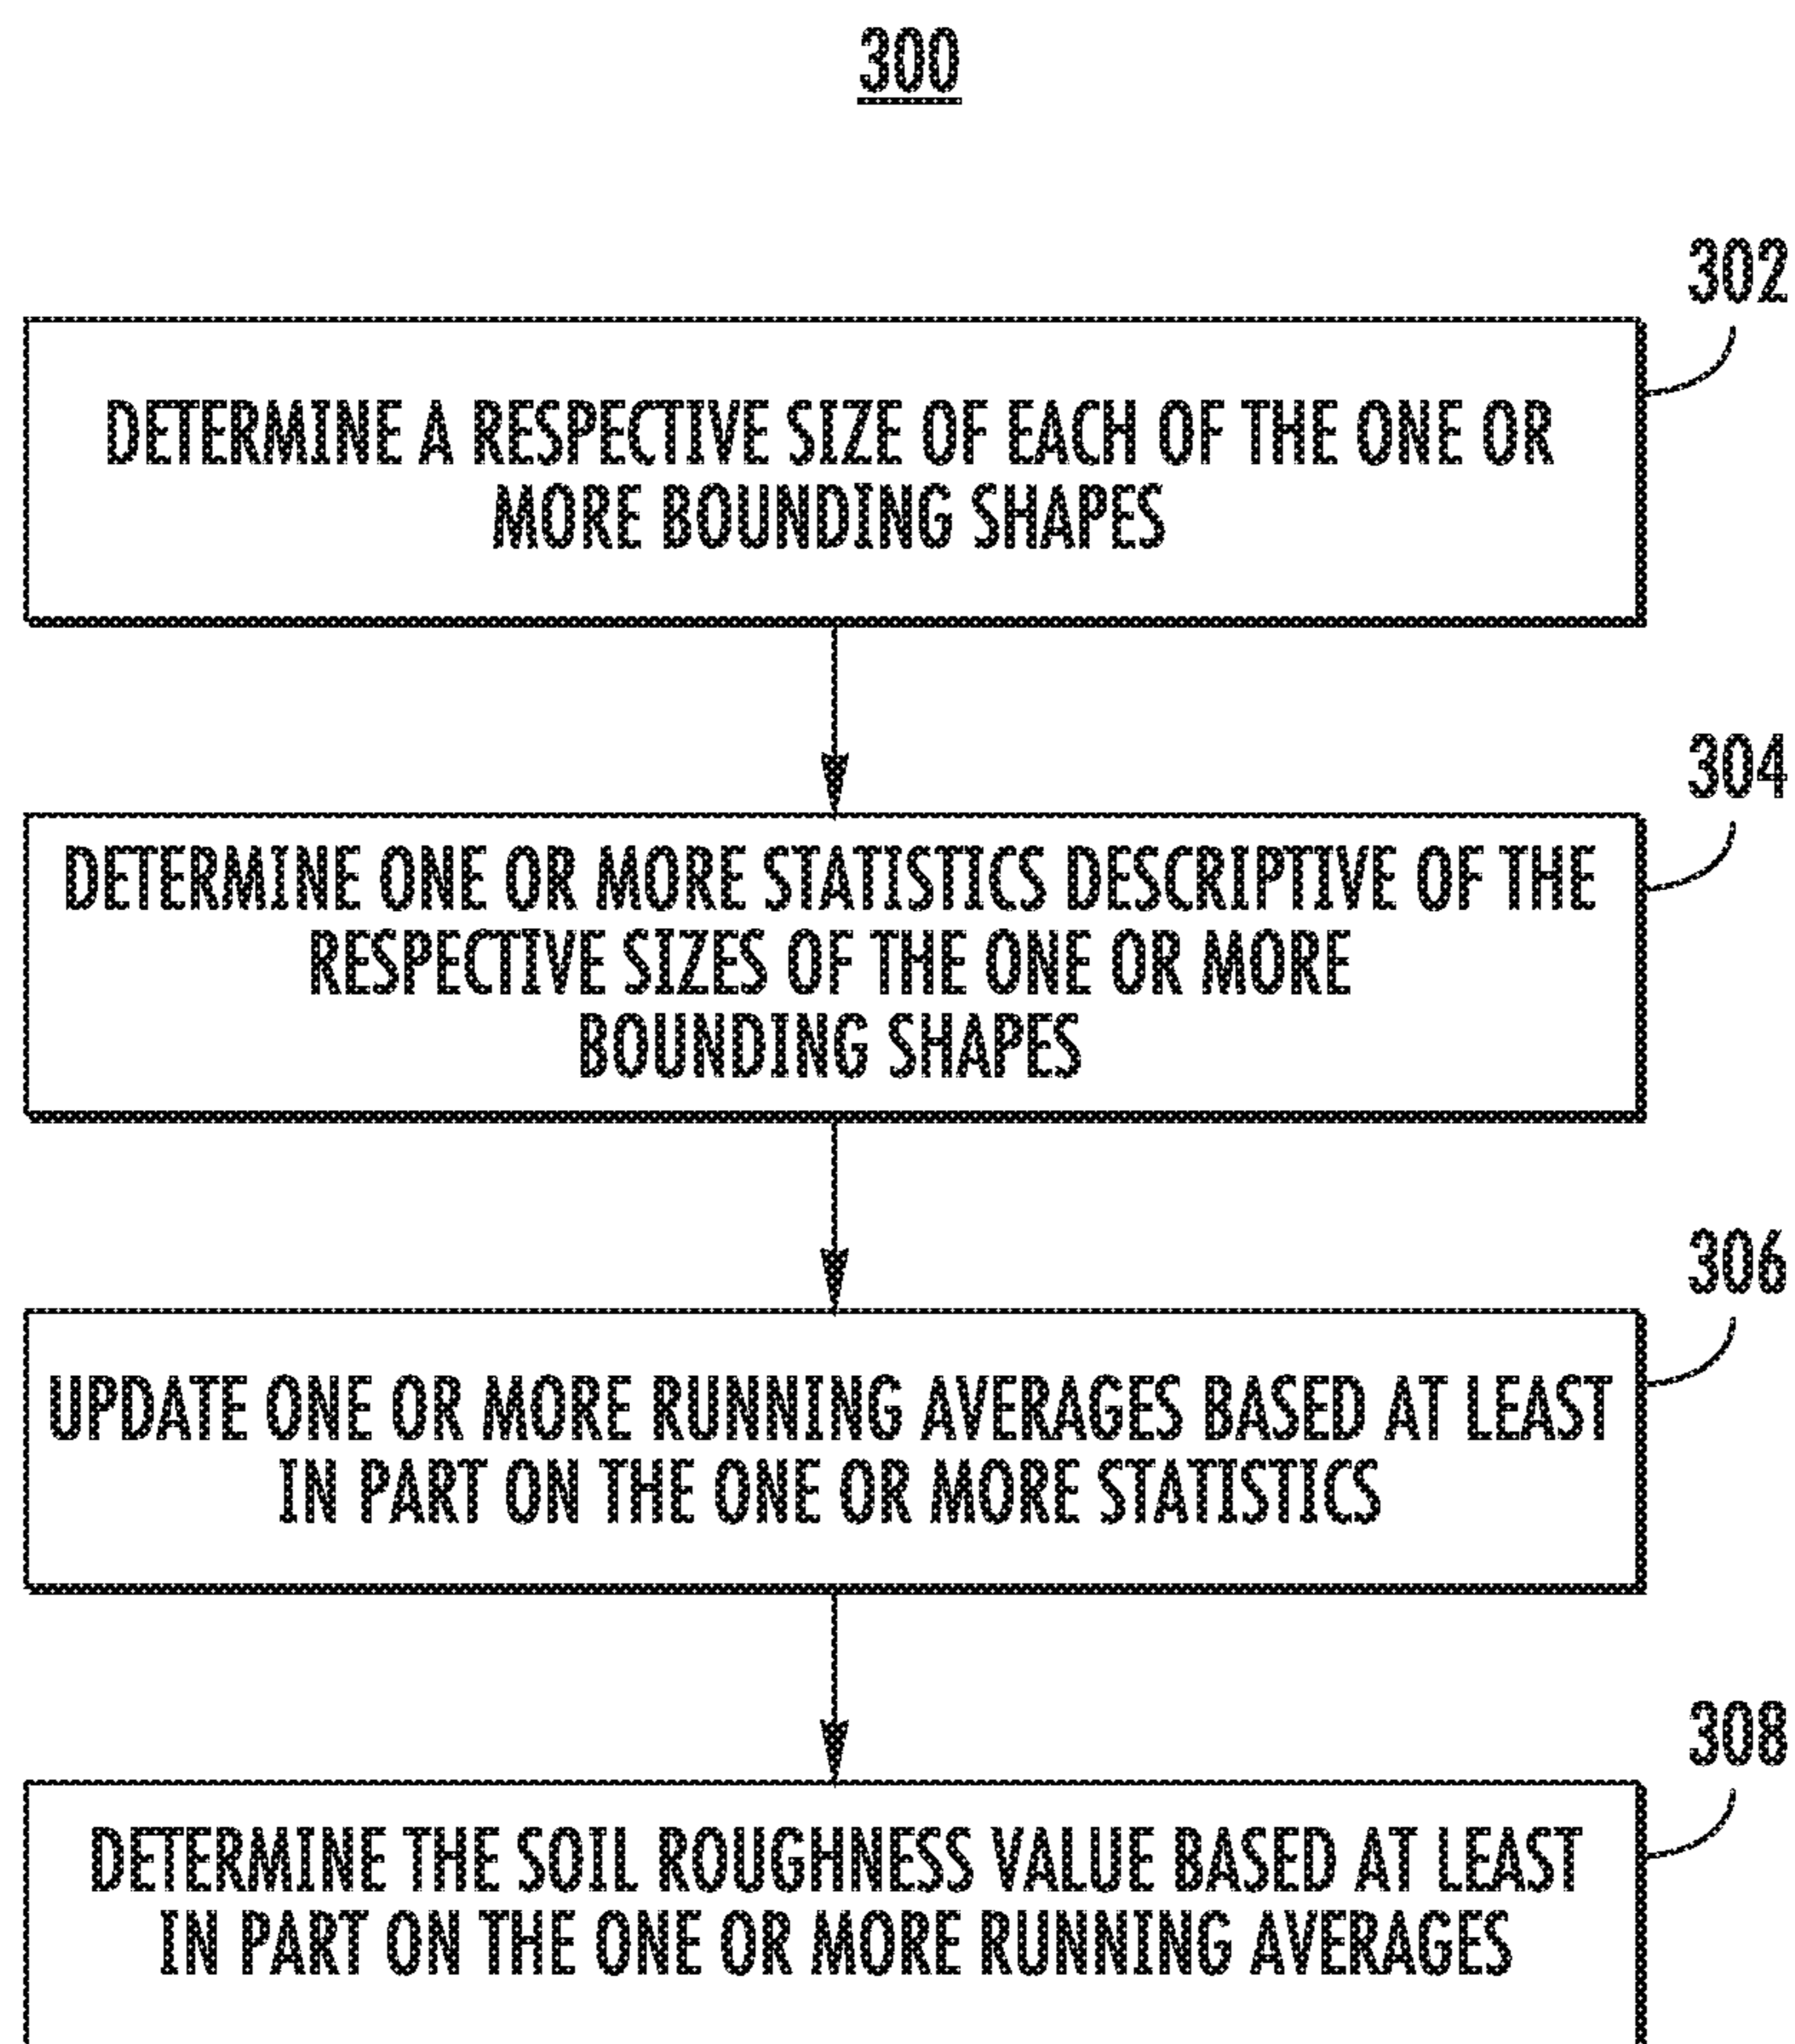 300
302
DETERMINE A RESPECTIVE SIZE OF EACH OF THE ONE OR
MORE BOUNDING SHAPES
304
DETERMINE ONE OR MORE STATISTICS DESCRIPTIVE OF THE
RESPECTIVE SIZES OF THE ONE OR MORE
BOUNDING SHAPES
306
UPDATE ONE OR MORE RUNNING AVERAGES BASED AT LEAST
IN PART ON THE ONE OR MORE STATISTICS
308
DETERMINE THE SOIL ROUGHNESS VALUE BASED AT LEAST
IN PART ON THE ONE OR MORE RUNNING AVERAGES